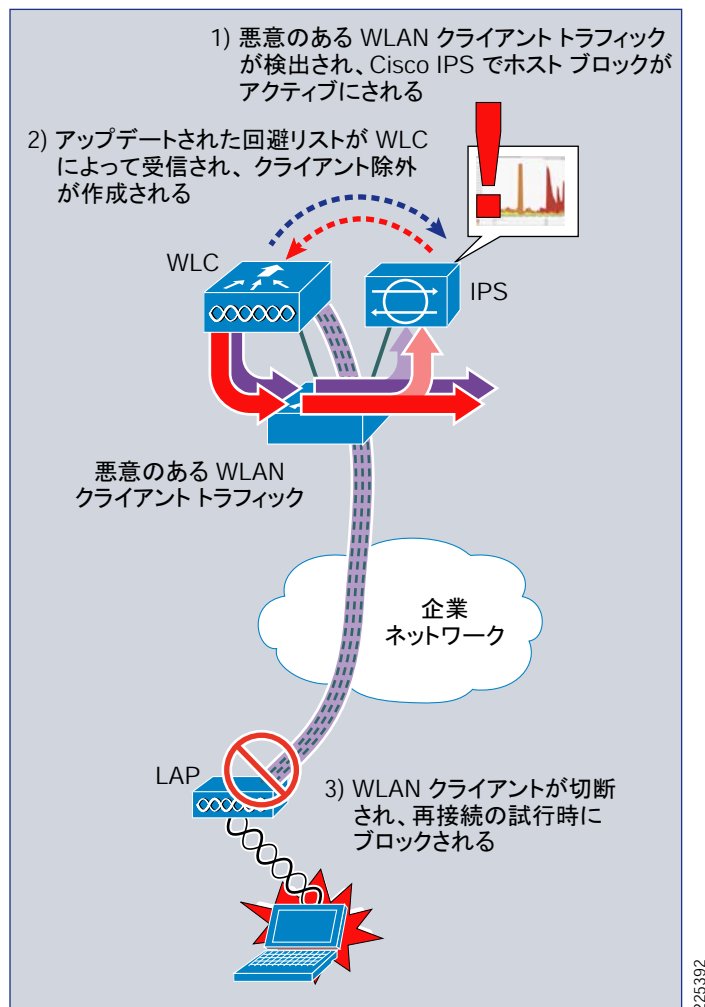 1) 悪意のある WLAN クライアント トラフィック
が検出され、Cisco IPS でホスト ブロックが
アクティブにされる
2) アップデートされた回避リストが WLC
によって受信され、クライアント除外
が作成される
WLC
IPS
悪意のある WLAN
クライアント トラフィック
企業
ネットワーク
LAP
3) WLAN クライアントが切断
され、再接続の試行時に
ブロックされる
225392